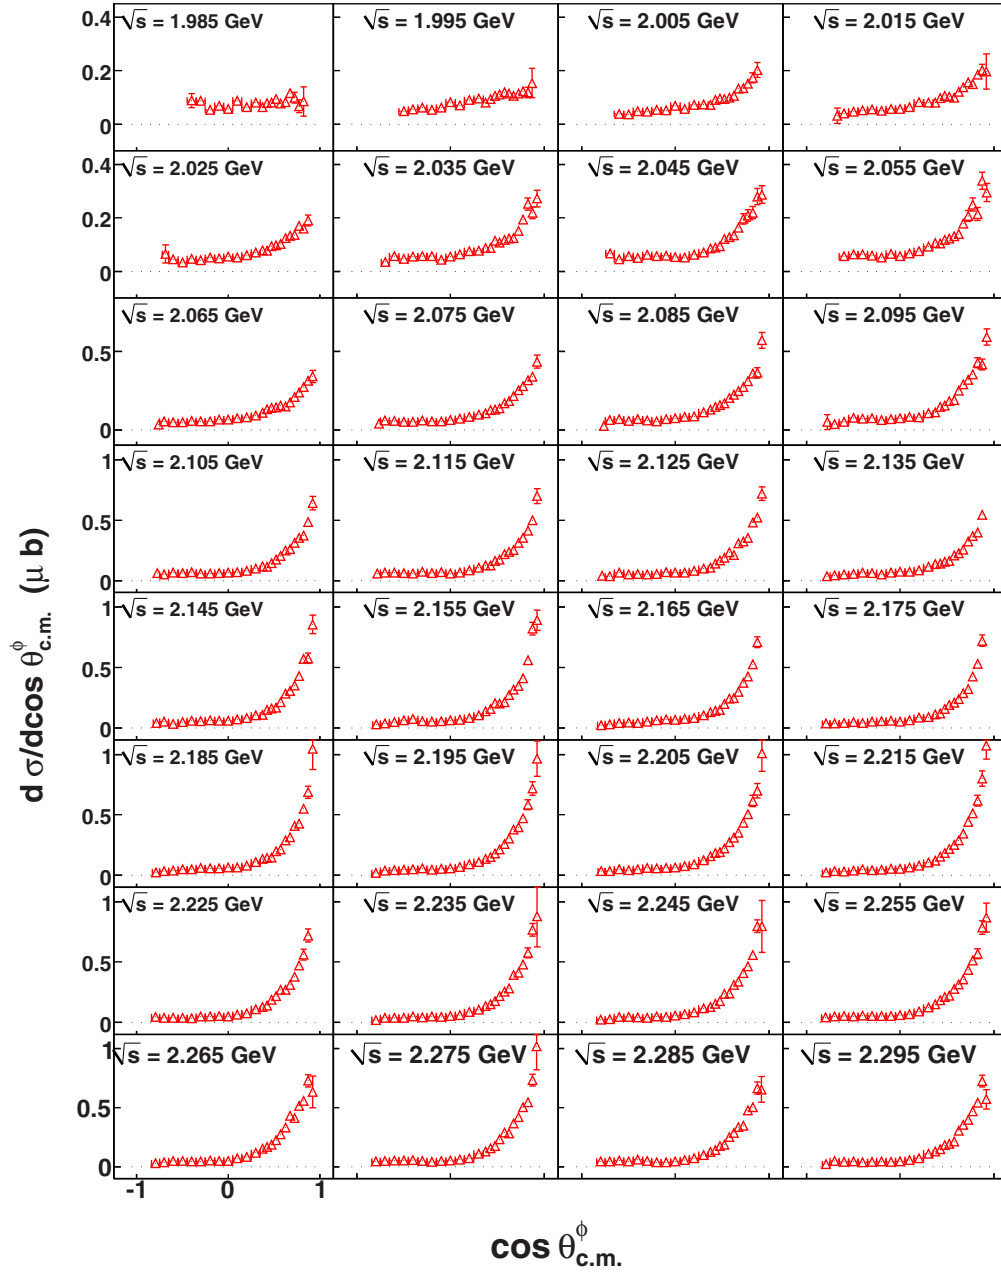 0.4 √s = 1.985 GeV √s = 1.995 GeV √s = 2.005 GeV √s = 2.015 GeV
0.2
0
0.4 √s = 2.025 GeV √s = 2.035 GeV √s = 2.045 GeV √s = 2.055 GeV
0.2
0
√s = 2.065 GeV √s = 2.075 GeV √s = 2.085 GeV √s = 2.095 GeV
0.5
0
1 √s = 2.105 GeV √s = 2.115 GeV √s = 2.125 GeV √s = 2.135 GeV
0.5
0
1 √s = 2.145 GeV √s = 2.155 GeV √s = 2.165 GeV √s = 2.175 GeV
0.5
0
1 √s = 2.185 GeV √s = 2.195 GeV √s = 2.205 GeV √s = 2.215 GeV
0.5
0
1 √s = 2.225 GeV √s = 2.235 GeV √s = 2.245 GeV √s = 2.255 GeV
0.5
0
1 √s = 2.265 GeV √s = 2.275 GeV √s = 2.285 GeV √s = 2.295 GeV
0.5
0
-1 0 1
d σ/dcos θ^ϕ_c.m. (μ b)
cos θ^ϕ_c.m.